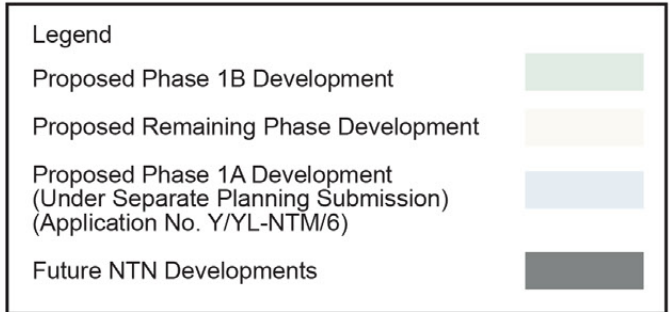 Legend
Proposed Phase 1B Development
Proposed Remaining Phase Development
Proposed Phase 1A Development
(Under Separate Planning Submission)
(Application No. Y/YL-NTM/6)
Future NTN Developments